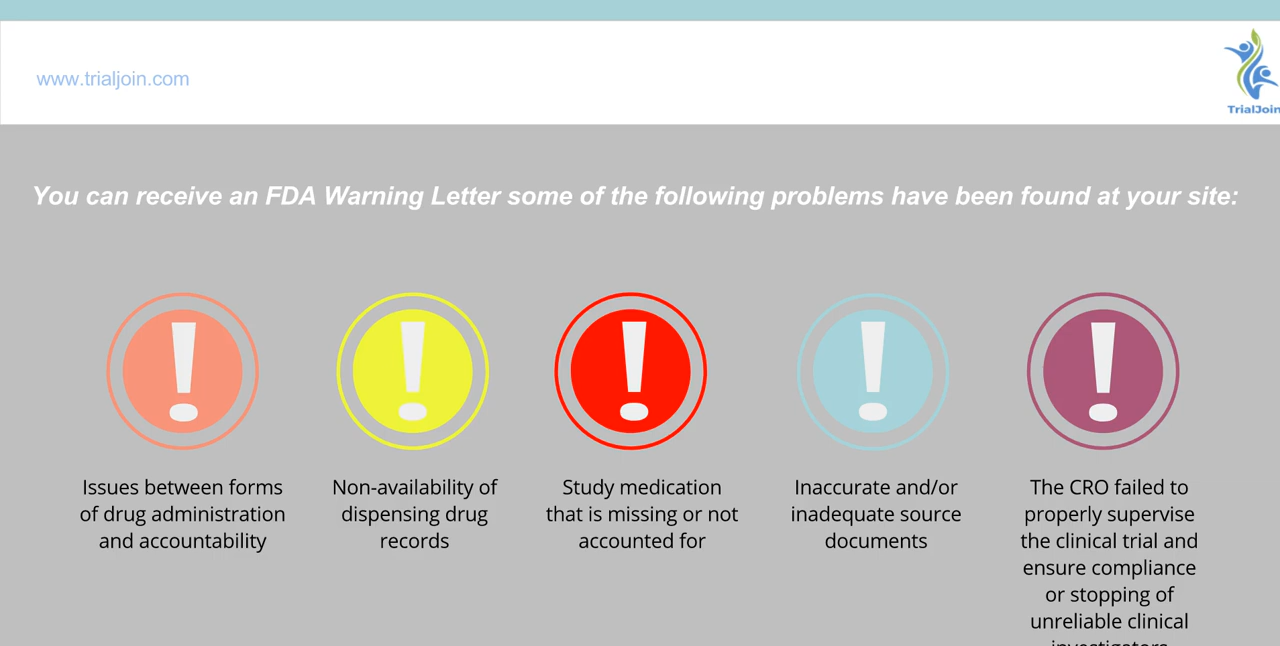 www.trialjoin.com
TrialJoin
You can receive an FDA Warning Letter some of the following problems have been found at your site:
Issues between forms
of drug administration
and accountability
Non-availability of
dispensing drug
records
Study medication
that is missing or not
accounted for
Inaccurate and/or
inadequate source
documents
The CRO failed to
properly supervise
the clinical trial and
ensure compliance
or stopping of
unreliable clinical